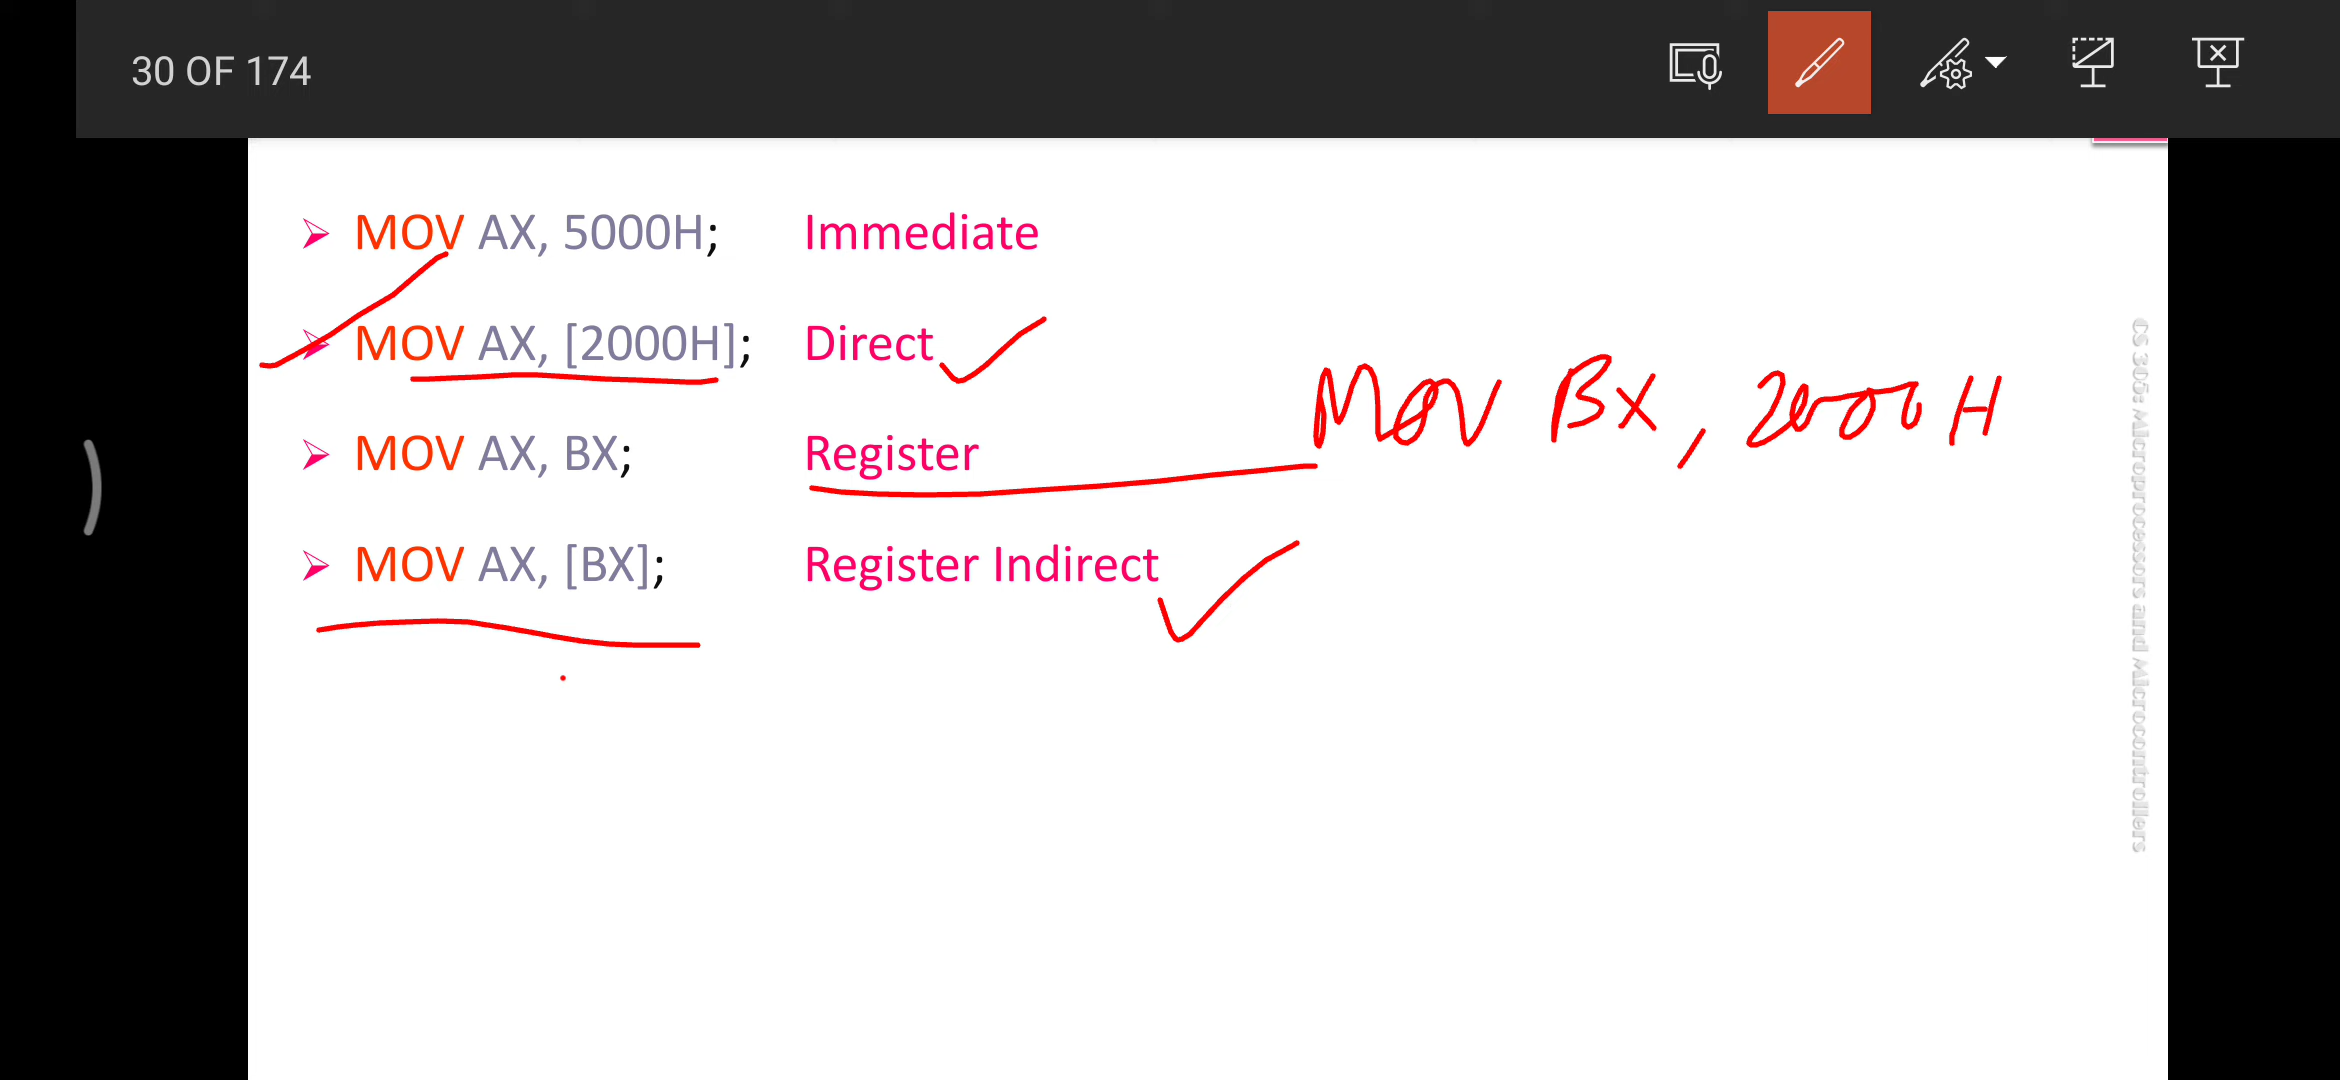 30 OF 174
MOV AX, 5000H; Immediate
MOV AX, [2000H]; Direct
MOV BX, 2000H
MOV AX, BX; Register
MOV AX, [BX]; Register Indirect
CS 305: Microprocessors and Microcontrollers